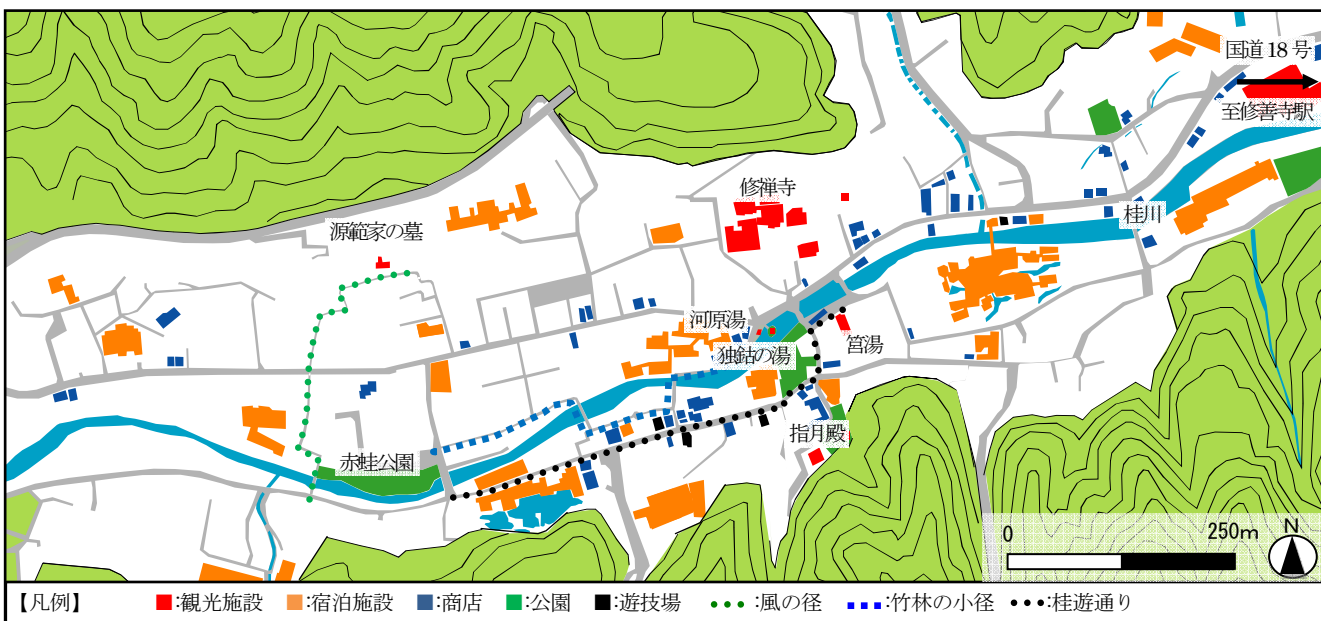 国道18号
至修善寺駅
修禅寺
桂川
源範家の墓
河原湯
独鈷の湯
筥湯
指月殿
赤蛙公園
0 250m
N
【凡例】 :観光施設 :宿泊施設 :商店 :公園 :遊技場 :風の径 :竹林の小径 :桂遊通り